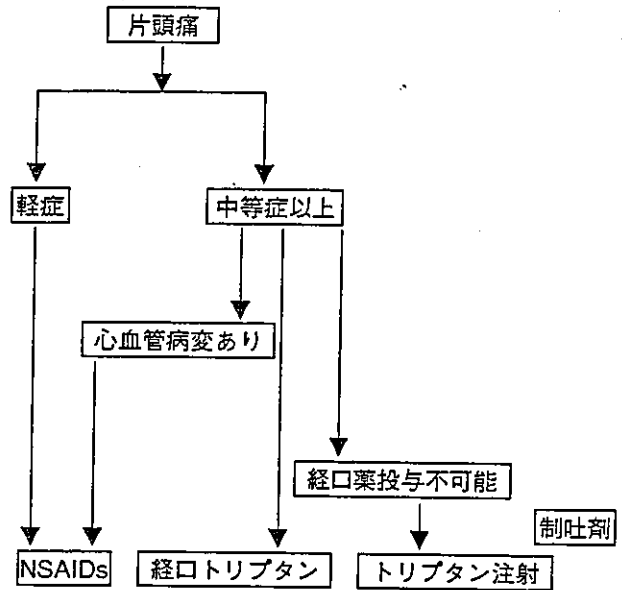 片頭痛
軽症
中等症以上
心血管病変あり
経口薬投与不可能
制吐剤
NSAIDs
経口トリプタン
トリプタン注射